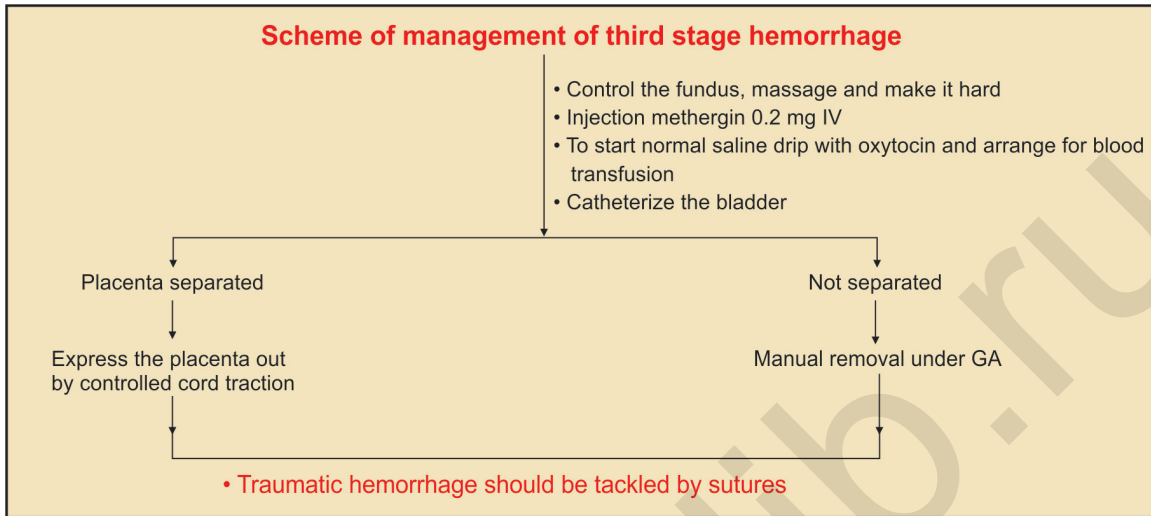 Scheme of management of third stage hemorrhage
• Control the fundus, massage and make it hard
• Injection methergin 0.2 mg IV
• To start normal saline drip with oxytocin and arrange for blood
transfusion
• Catheterize the bladder
Placenta separated
Not separated
Express the placenta out
by controlled cord traction
Manual removal under GA
• Traumatic hemorrhage should be tackled by sutures
lib.ru